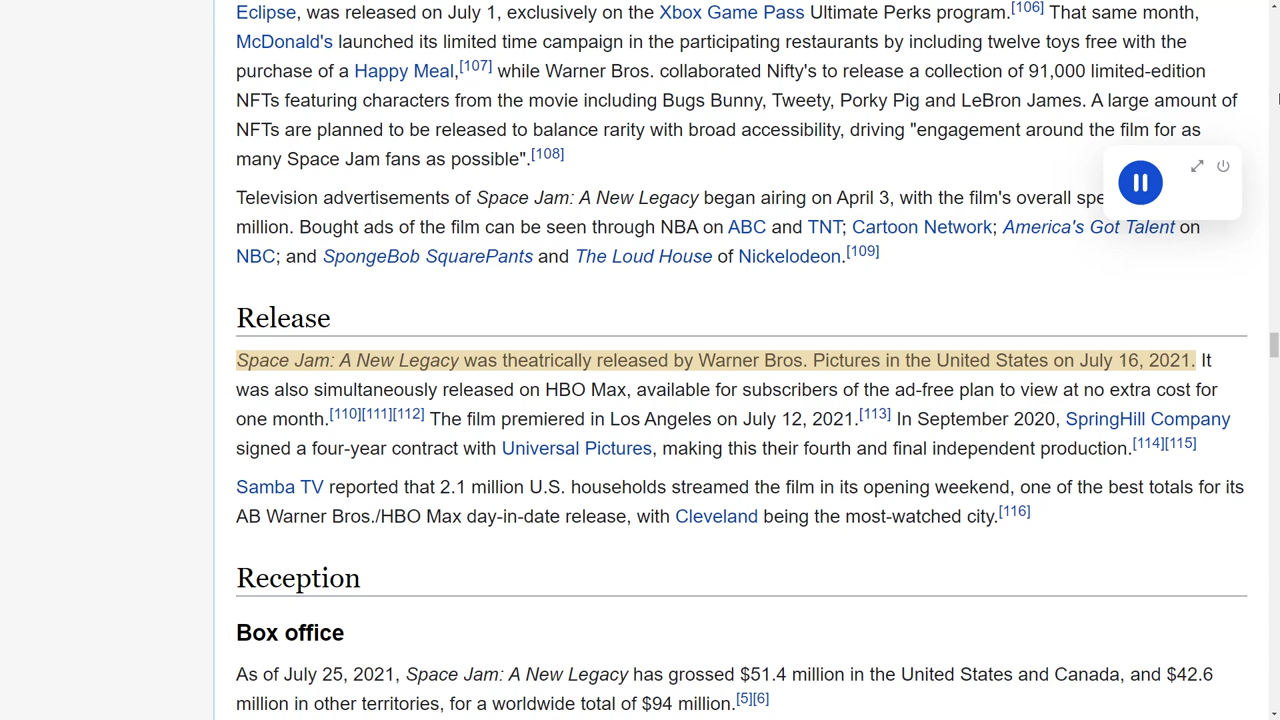 Eclipse, was released on July 1, exclusively on the Xbox Game Pass Ultimate Perks program.[106] That same month,
McDonald's launched its limited time campaign in the participating restaurants by including twelve toys free with the
purchase of a Happy Meal,[107] while Warner Bros. collaborated Nifty's to release a collection of 91,000 limited-edition
NFTs featuring characters from the movie including Bugs Bunny, Tweety, Porky Pig and LeBron James. A large amount of
NFTs are planned to be released to balance rarity with broad accessibility, driving "engagement around the film for as
many Space Jam fans as possible".[108]
Television advertisements of Space Jam: A New Legacy began airing on April 3, with the film's overall
million. Bought ads of the film can be seen through NBA on ABC and TNT; Cartoon Network; America's Got Talent on
NBC; and SpongeBob SquarePants and The Loud House of Nickelodeon.[109]
Release
Space Jam: A New Legacy was theatrically released by Warner Bros. Pictures in the United States on July 16, 2021. It
was also simultaneously released on HBO Max, available for subscribers of the ad-free plan to view at no extra cost for
one month.[110][111][112] The film premiered in Los Angeles on July 12, 2021.[113] In September 2020, SpringHill Company
signed a four-year contract with Universal Pictures, making this their fourth and final independent production.[114][115]
Samba TV reported that 2.1 million U.S. households streamed the film in its opening weekend, one of the best totals for its
AB Warner Bros./HBO Max day-in-date release, with Cleveland being the most-watched city.[116]
Reception
Box office
As of July 25, 2021, Space Jam: A New Legacy has grossed $51.4 million in the United States and Canada, and $42.6
million in other territories, for a worldwide total of $94 million.[5][6]